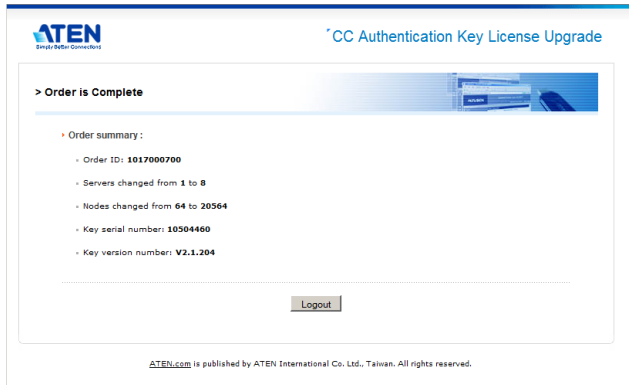 ATEN
Simply Better Connections
CC Authentication Key License Upgrade
> Order is Complete
Order summary :
Order ID: 1017000700
Servers changed from 1 to 8
Nodes changed from 64 to 20564
Key serial number: 10504460
Key version number: V2.1.204
Logout
ATEN.com is published by ATEN International Co. Ltd., Taiwan. All rights reserved.